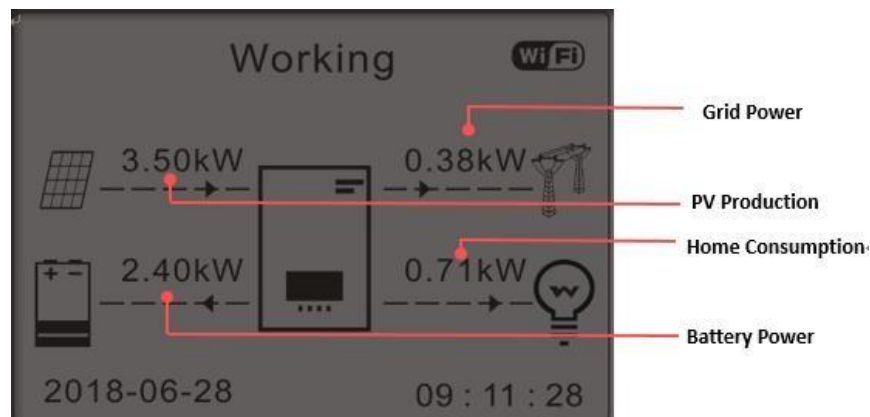 Working
WiFi
Grid Power
3.50kW
0.38kW
PV Production
Home Consumption
+ −
2.40kW
0.71kW
Battery Power
2018-06-28
09 : 11 : 28